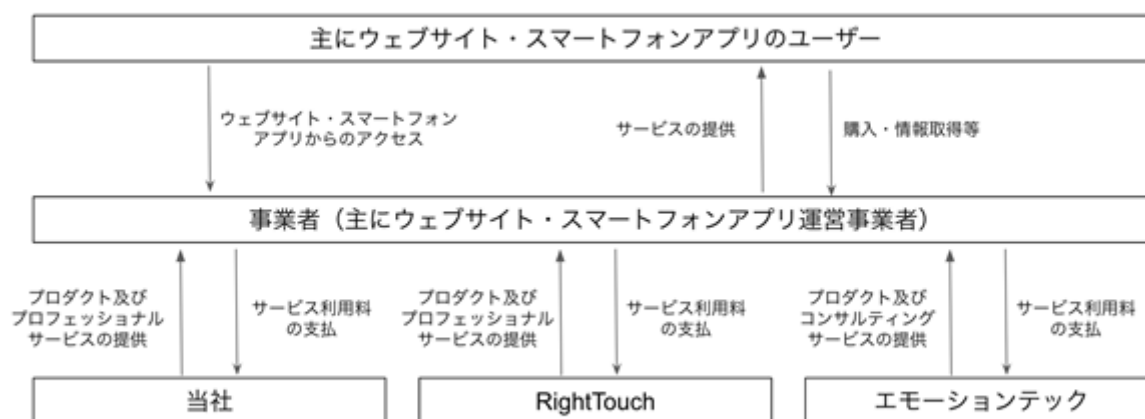 主にウェブサイト・スマートフォンアプリのユーザー
ウェブサイト・スマートフォン
アプリからのアクセス
サービスの提供
購入・情報取得等
事業者（主にウェブサイト・スマートフォンアプリ運営事業者）
プロダクト及び
プロフェッショナル
サービスの提供
サービス利用料
の支払
プロダクト及び
プロフェッショナル
サービスの提供
サービス利用料
の支払
プロダクト及び
コンサルティング
サービスの提供
サービス利用料
の支払
当社
RightTouch
エモーションテック